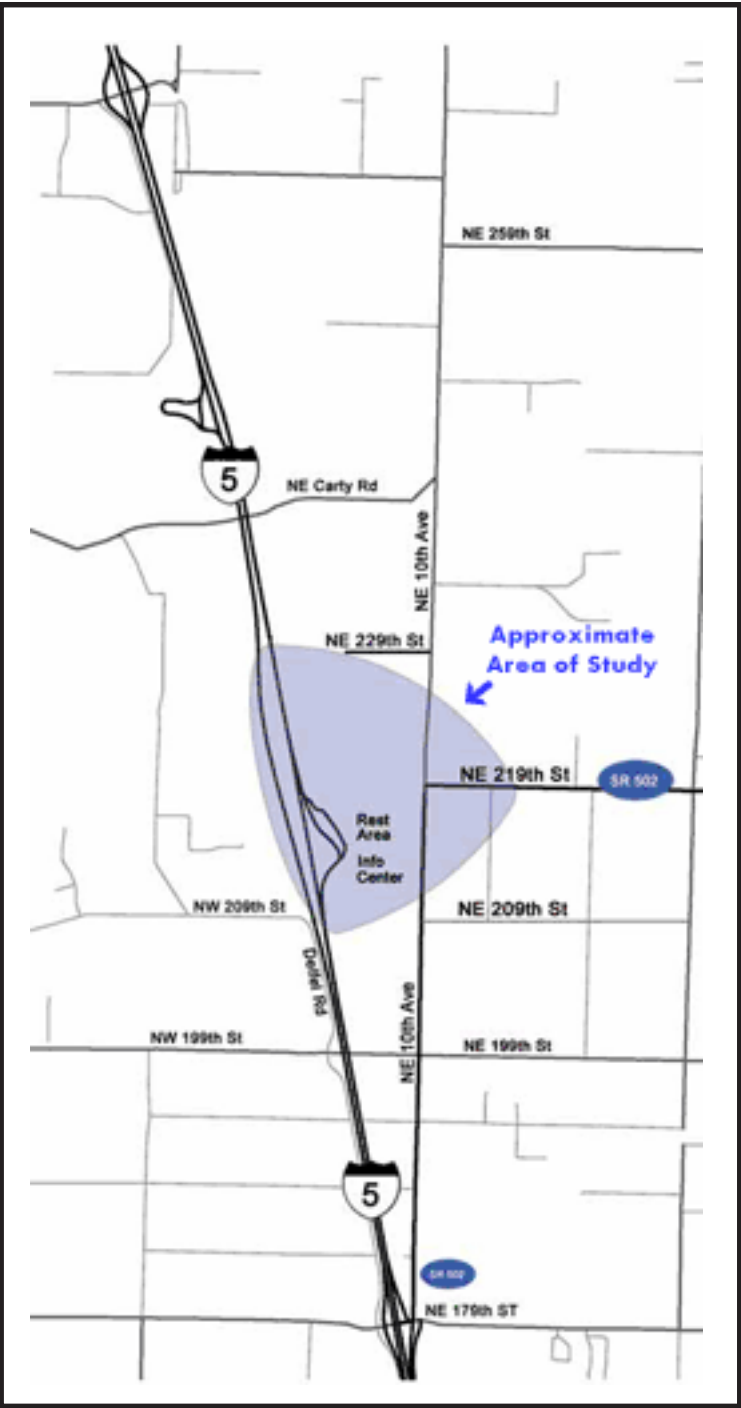 NE 259th St
5
NE Carty Rd
NE 10th Ave
NE 229th St
Approximate
Area of Study
NE 219th St
SR 502
Rest
Area
Info
Center
NW 209th St
NE 209th St
Delfel Rd
NE 10th Ave
NW 199th St
NE 199th St
5
SR 502
NE 179th ST